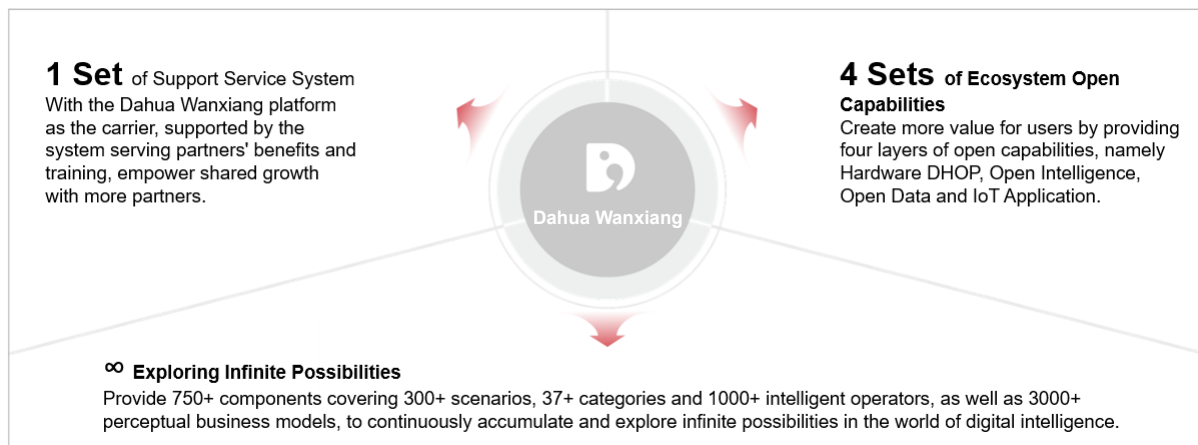 1 Set of Support Service System
With the Dahua Wanxiang platform
as the carrier, supported by the
system serving partners' benefits and
training, empower shared growth
with more partners.
4 Sets of Ecosystem Open
Capabilities
Create more value for users by providing
four layers of open capabilities, namely
Hardware DHOP, Open Intelligence,
Open Data and IoT Application.
Dahua Wanxiang
∞ Exploring Infinite Possibilities
Provide 750+ components covering 300+ scenarios, 37+ categories and 1000+ intelligent operators, as well as 3000+
perceptual business models, to continuously accumulate and explore infinite possibilities in the world of digital intelligence.